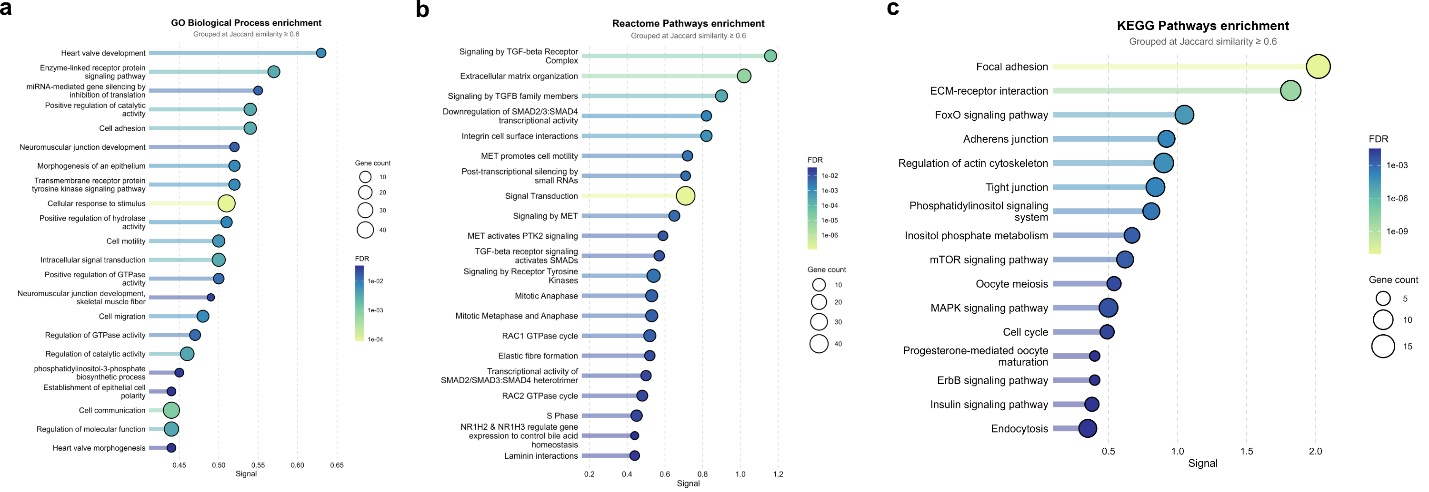 a
GO Biological Process enrichment
Grouped at Jaccard similarity ≥ 0.6
Heart valve development
Enzyme-linked receptor protein
signaling pathway
miRNA-mediated gene silencing by
inhibition of translation
Positive regulation of catalytic
activity
Cell adhesion
Neuromuscular junction development
Morphogenesis of an epithelium
Transmembrane receptor protein
tyrosine kinase signaling pathway
Cellular response to stimulus
Positive regulation of hydrolase
activity
Cell motility
Intracellular signal transduction
Positive regulation of GTPase
activity
Neuromuscular junction development,
skeletal muscle fiber
Cell migration
Regulation of GTPase activity
Regulation of catalytic activity
phosphatidylinositol-3-phosphate
biosynthetic process
Establishment of epithelial cell
polarity
Cell communication
Regulation of molecular function
Heart valve morphogenesis
0.45 0.50 0.55 0.60 0.65
Signal
Gene count
10
20
30
40
FDR
1e-02
1e-03
1e-04
b
Reactome Pathways enrichment
Grouped at Jaccard similarity ≥ 0.6
Signaling by TGF-beta Receptor
Complex
Extracellular matrix organization
Signaling by TGFB family members
Downregulation of SMAD2/3:SMAD4
transcriptional activity
Integrin cell surface interactions
MET promotes cell motility
Post-transcriptional silencing by
small RNAs
Signal Transduction
Signaling by MET
MET activates PTK2 signaling
TGF-beta receptor signaling
activates SMADs
Signaling by Receptor Tyrosine
Kinases
Mitotic Anaphase
Mitotic Metaphase and Anaphase
RAC1 GTPase cycle
Elastic fibre formation
Transcriptional activity of
SMAD2/SMAD3:SMAD4 heterotrimer
RAC2 GTPase cycle
S Phase
NR1H2 & NR1H3 regulate gene
expression to control bile acid
homeostasis
Laminin interactions
0.2 0.4 0.6 0.8 1.0 1.2
Signal
FDR
1e-02
1e-03
1e-04
1e-05
1e-06
Gene count
10
20
30
40
c
KEGG Pathways enrichment
Grouped at Jaccard similarity ≥ 0.6
Focal adhesion
ECM-receptor interaction
FoxO signaling pathway
Adherens junction
Regulation of actin cytoskeleton
Tight junction
Phosphatidylinositol signaling
system
Inositol phosphate metabolism
mTOR signaling pathway
Oocyte meiosis
MAPK signaling pathway
Cell cycle
Progesterone-mediated oocyte
maturation
ErbB signaling pathway
Insulin signaling pathway
Endocytosis
0.5 1.0 1.5 2.0
Signal
FDR
1e-03
1e-06
1e-09
Gene count
5
10
15